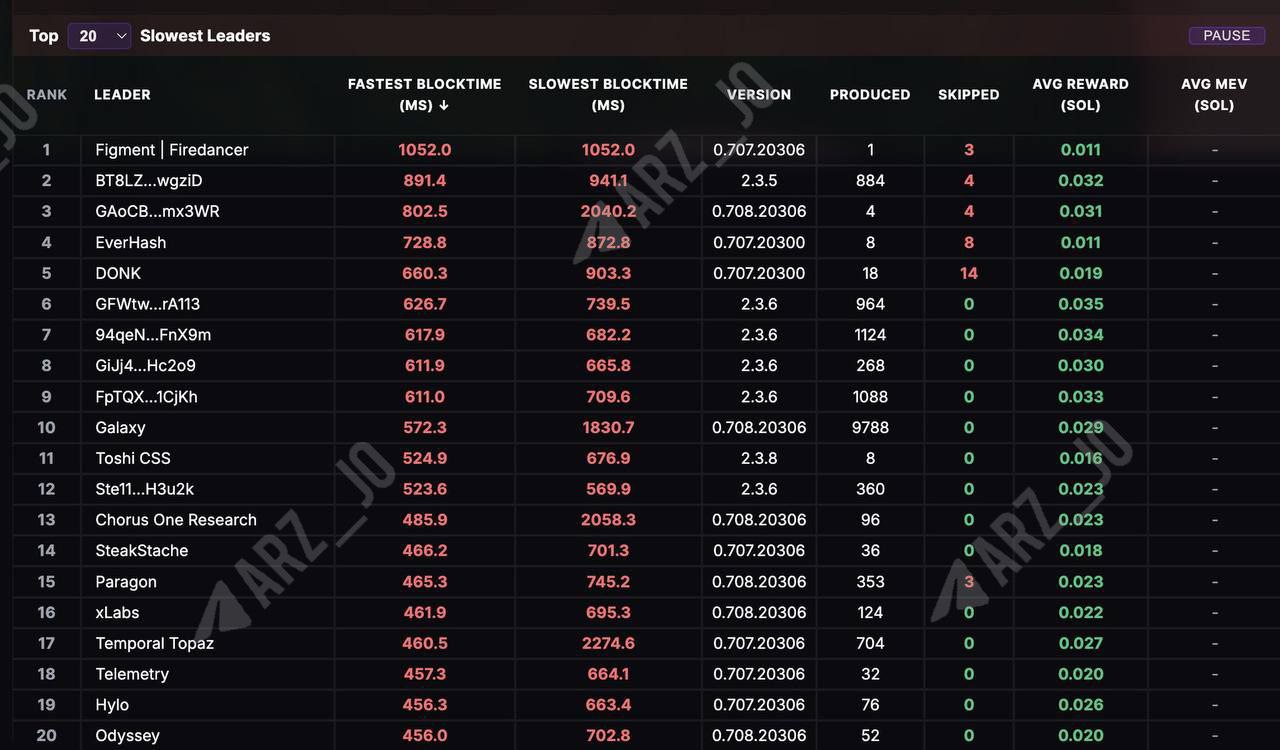 Top 20 Slowest Leaders PAUSE
RANK LEADER FASTEST BLOCKTIME (MS) ↓ SLOWEST BLOCKTIME (MS) VERSION PRODUCED SKIPPED AVG REWARD (SOL) AVG MEV (SOL)
1 Figment | Firedancer 1052.0 1052.0 0.707.20306 1 3 0.011 -
2 BT8LZ...wgziD 891.4 941.1 2.3.5 884 4 0.032 -
3 GAoCB...mx3WR 802.5 2040.2 0.708.20306 4 4 0.031 -
4 EverHash 728.8 872.8 0.707.20300 8 8 0.011 -
5 DONK 660.3 903.3 0.707.20300 18 14 0.019 -
6 GFWtw...rA113 626.7 739.5 2.3.6 964 0 0.035 -
7 94qeN...FnX9m 617.9 682.2 2.3.6 1124 0 0.034 -
8 GiJj4...Hc2o9 611.9 665.8 2.3.6 268 0 0.030 -
9 FpTQX...1CjKh 611.0 709.6 2.3.6 1088 0 0.033 -
10 Galaxy 572.3 1830.7 0.708.20306 9788 0 0.029 -
11 Toshi CSS 524.9 676.9 2.3.8 8 0 0.016 -
12 Ste11...H3u2k 523.6 569.9 2.3.6 360 0 0.023 -
13 Chorus One Research 485.9 2058.3 0.708.20306 96 0 0.023 -
14 SteakStache 466.2 701.3 0.707.20306 36 0 0.018 -
15 Paragon 465.3 745.2 0.708.20306 353 3 0.023 -
16 xLabs 461.9 695.3 0.708.20306 124 0 0.022 -
17 Temporal Topaz 460.5 2274.6 0.707.20306 704 0 0.027 -
18 Telemetry 457.3 664.1 0.707.20306 32 0 0.020 -
19 Hylo 456.3 663.4 0.707.20306 76 0 0.026 -
20 Odyssey 456.0 702.8 0.708.20306 52 0 0.020 -
ARZ_JO
ARZ_JO
ARZ_JO
JO